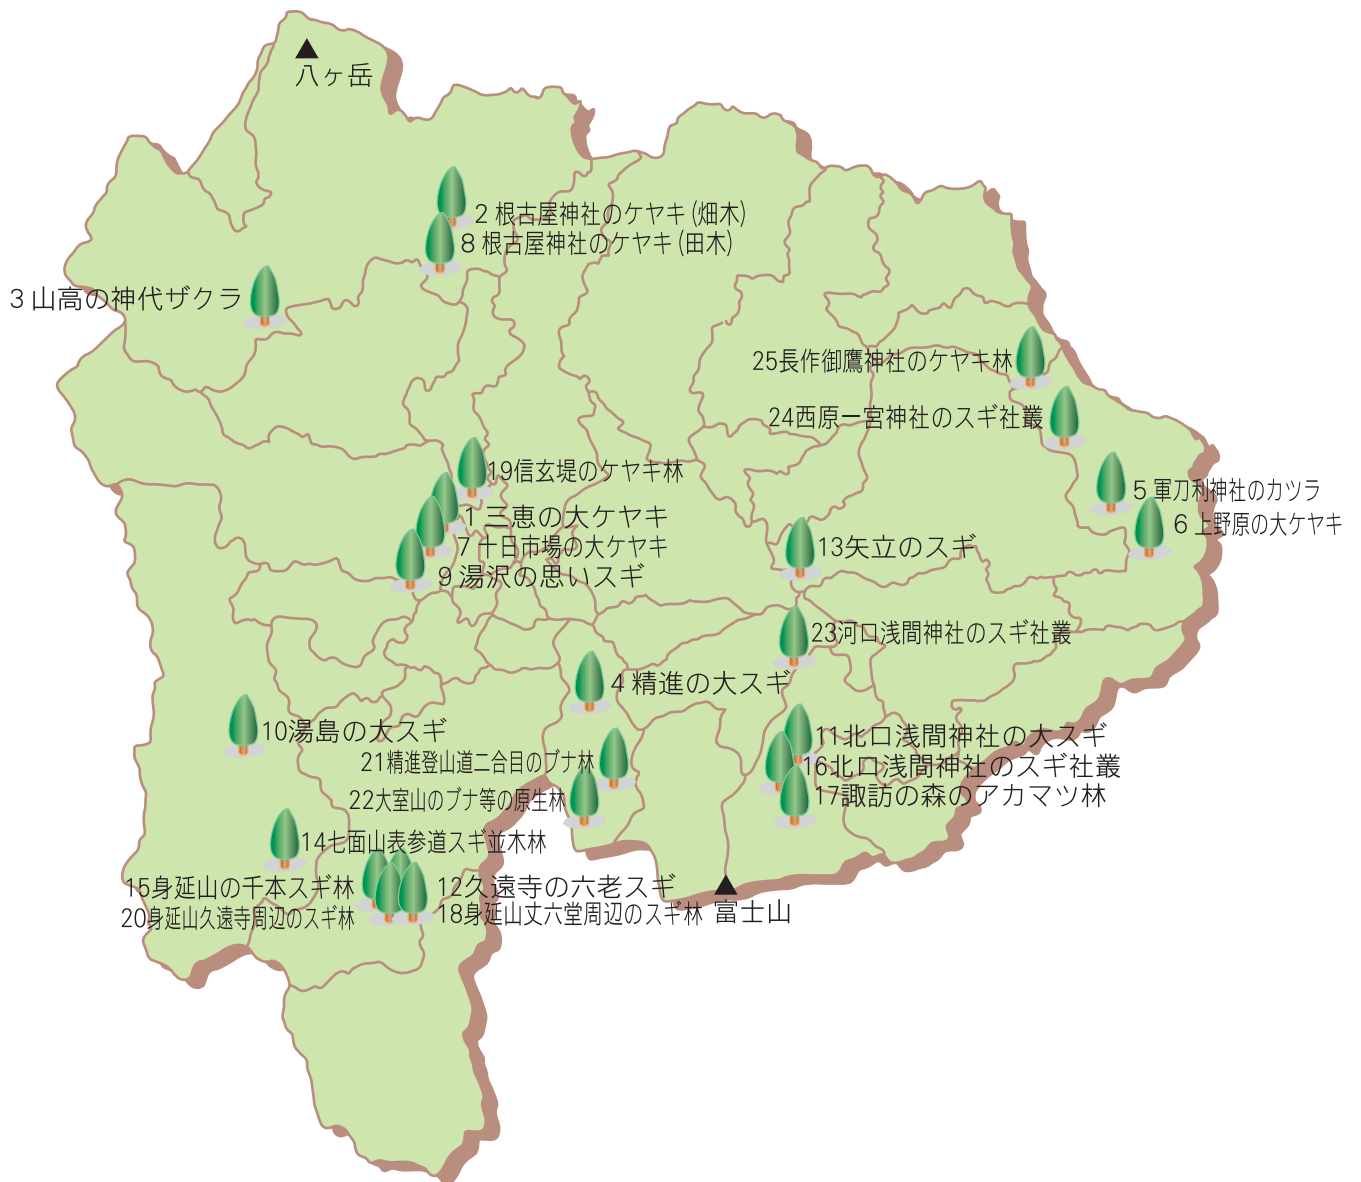 八ヶ岳
2 根古屋神社のケヤキ(畑木)
8 根古屋神社のケヤキ(田木)
3 山高の神代ザクラ
25長作御鷹神社のケヤキ林
24西原一宮神社のスギ社叢
19信玄堤のケヤキ林
5 軍刀利神社のカツラ
1 三恵の大ケヤキ
6 上野原の大ケヤキ
7 十日市場の大ケヤキ
13矢立のスギ
9 湯沢の思いスギ
23河口浅間神社のスギ社叢
4 精進の大スギ
10湯島の大スギ
11北口浅間神社の大スギ
21精進登山道二合目のブナ林
16北口浅間神社のスギ社叢
22大室山のブナ等の原生林
17諏訪の森のアカマツ林
14七面山表参道スギ並木林
15身延山の千本スギ林
12久遠寺の六老スギ
20身延山久遠寺周辺のスギ林
18身延山丈六堂周辺のスギ林
富士山